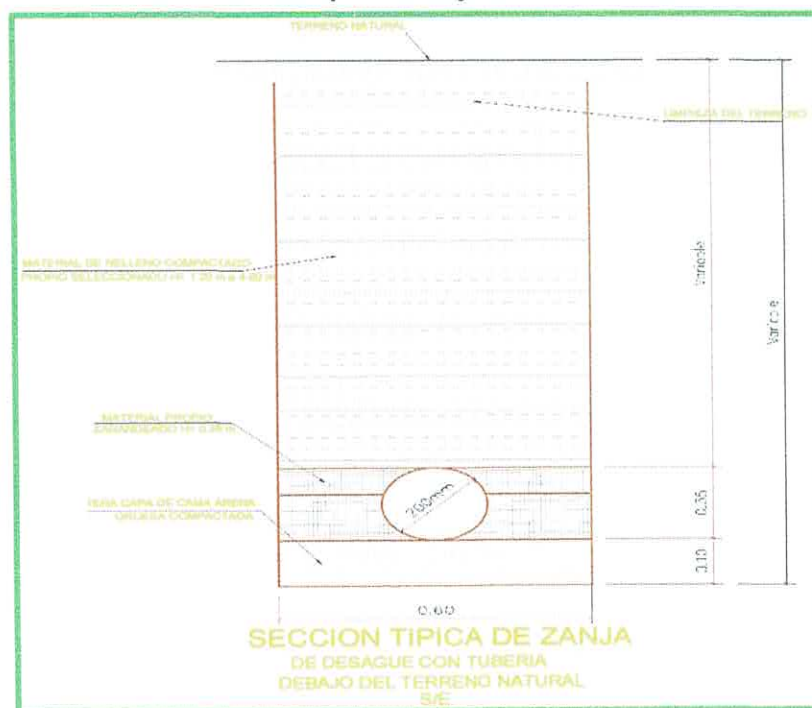 TERRENO NATURAL
LIMPIEZA DEL TERRENO
Variable
Variable
MATERIAL DE RELLENO COMPACTADO
PROPIO SELECCIONADO H= 1.20 m a
MATERIAL PROPIO
ZARANDEADO H=
CAPA DE CAMA ARENA
GRUESA COMPACTADA
200mm
0.35
0.10
0.60
SECCION TIPICA DE ZANJA
DE DESAGUE CON TUBERIA
DEBAJO DEL TERRENO NATURAL
S/E